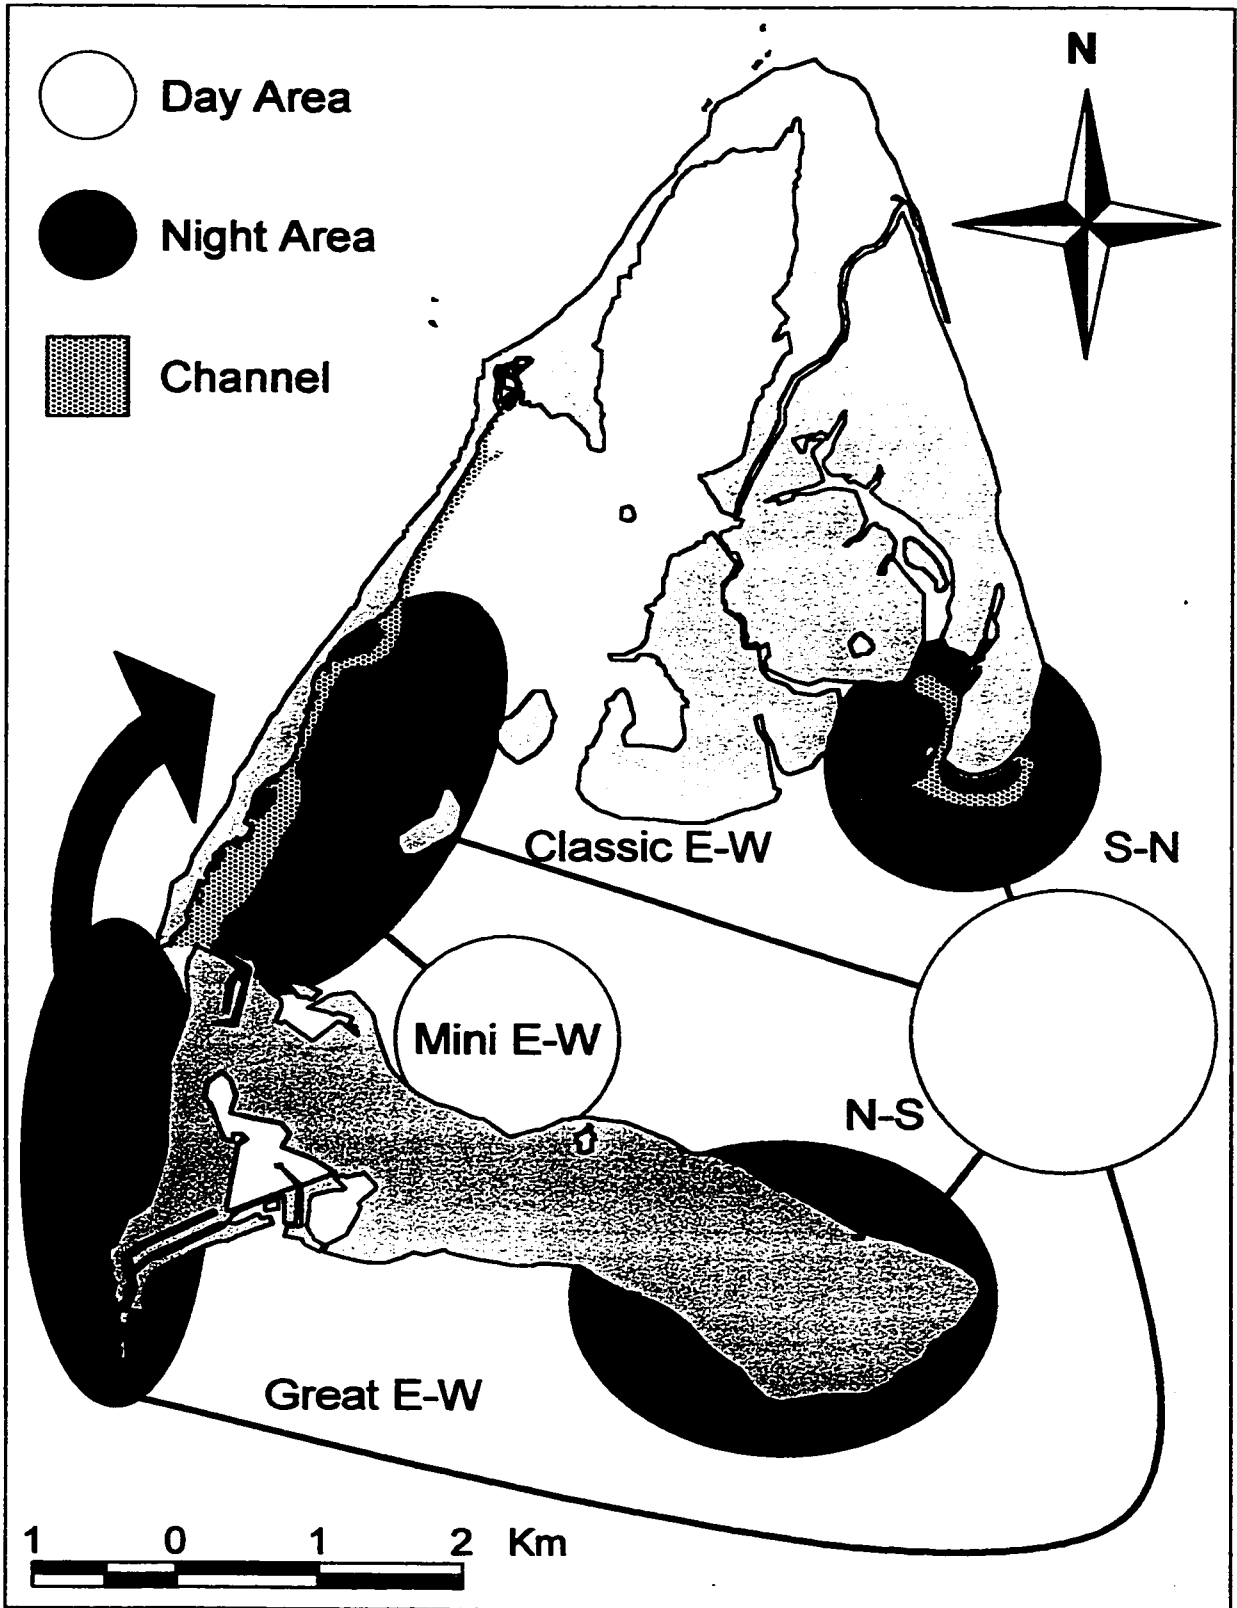 N
Day Area
Night Area
Channel
Classic E-W
S-N
Mini E-W
N-S
Great E-W
1 0 1 2 Km